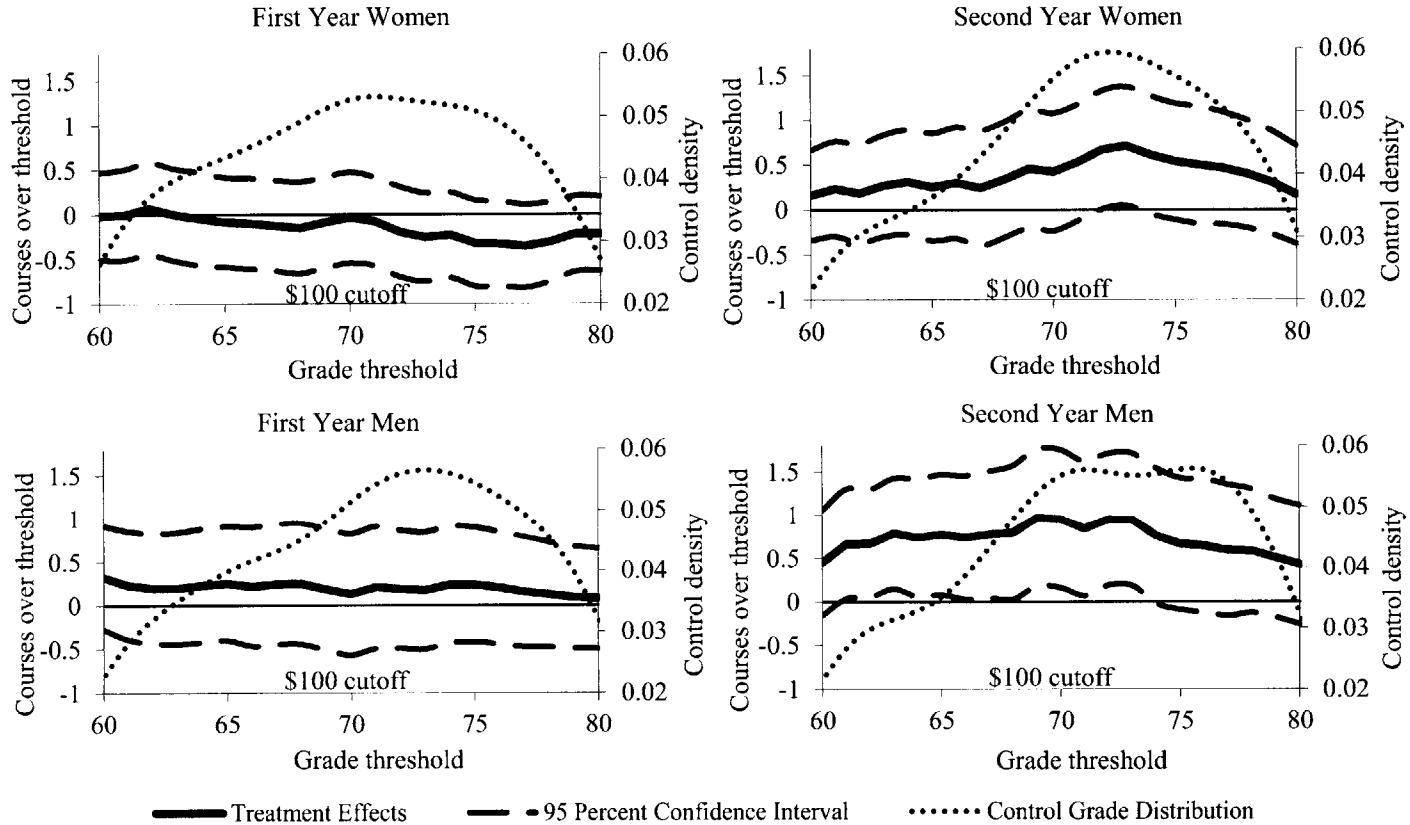 First Year Women
Courses over threshold
1.5
1
0.5
0
-0.5
-1
0.06
0.05
0.04
0.03
0.02
Control density
$100 cutoff
60 65 70 75 80
Grade threshold
Second Year Women
Courses over threshold
1.5
1
0.5
0
-0.5
-1
0.06
0.05
0.04
0.03
0.02
Control density
$100 cutoff
60 65 70 75 80
Grade threshold
First Year Men
Courses over threshold
1.5
1
0.5
0
-0.5
-1
0.06
0.05
0.04
0.03
0.02
Control density
$100 cutoff
60 65 70 75 80
Grade threshold
Second Year Men
Courses over threshold
1.5
1
0.5
0
-0.5
-1
0.06
0.05
0.04
0.03
0.02
Control density
$100 cutoff
60 65 70 75 80
Grade threshold
Treatment Effects 95 Percent Confidence Interval Control Grade Distribution